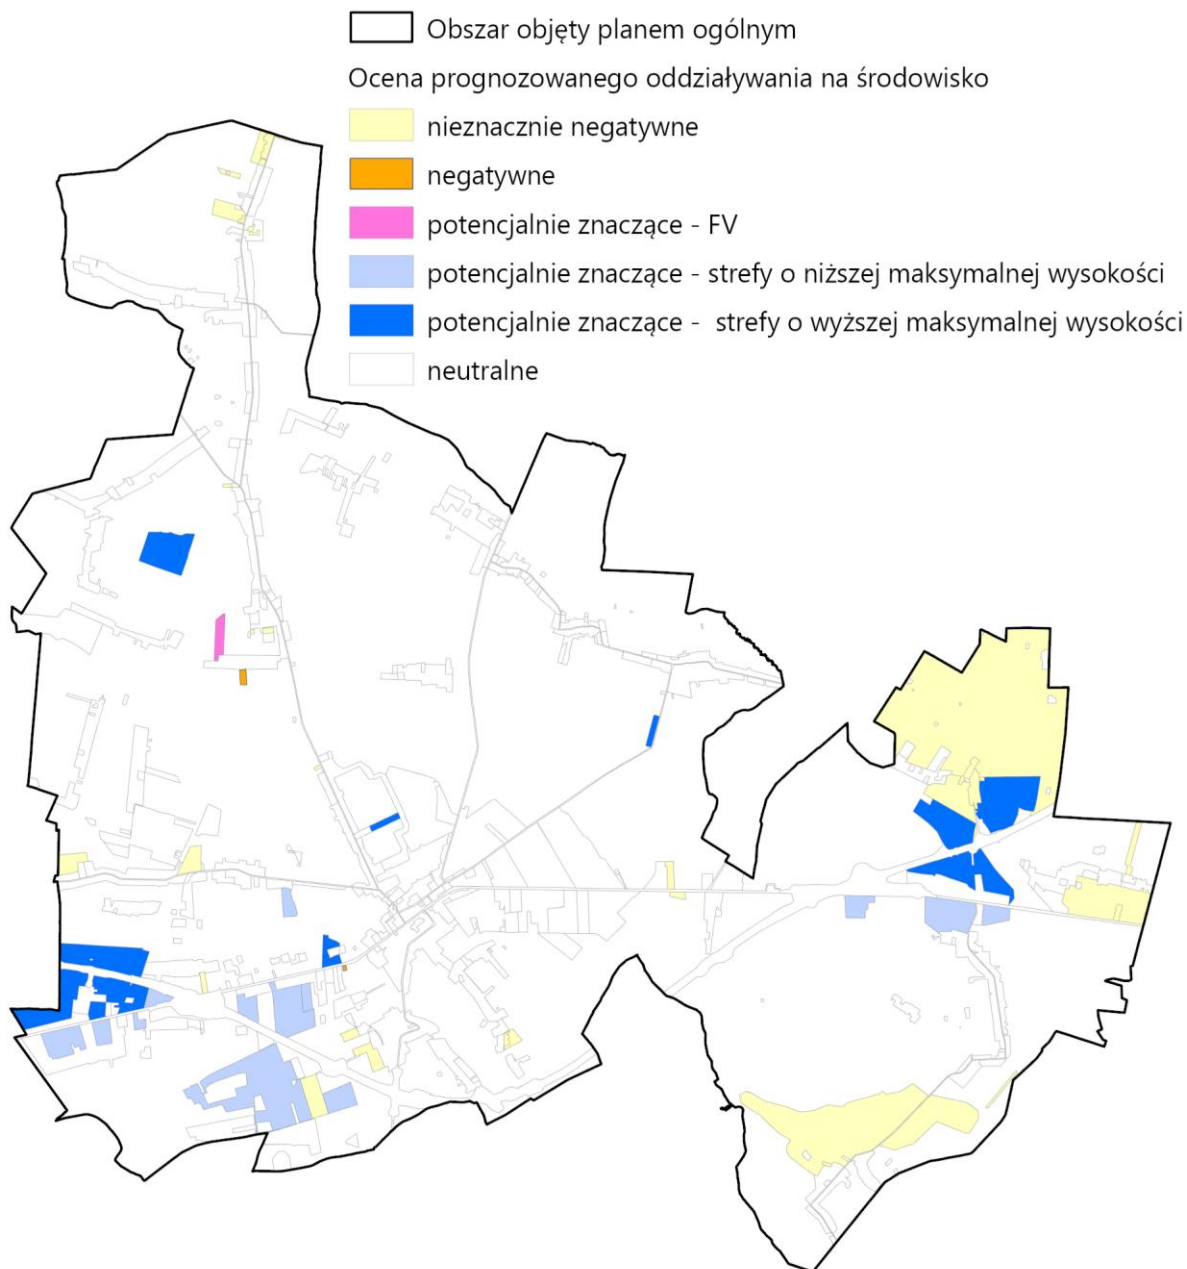 Obszar objęty planem ogólnym
Ocena prognozowanego oddziaływania na środowisko
nieznacznie negatywne
negatywne
potencjalnie znaczące - FV
potencjalnie znaczące - strefy o niższej maksymalnej wysokości
potencjalnie znaczące - strefy o wyższej maksymalnej wysokości
neutralne